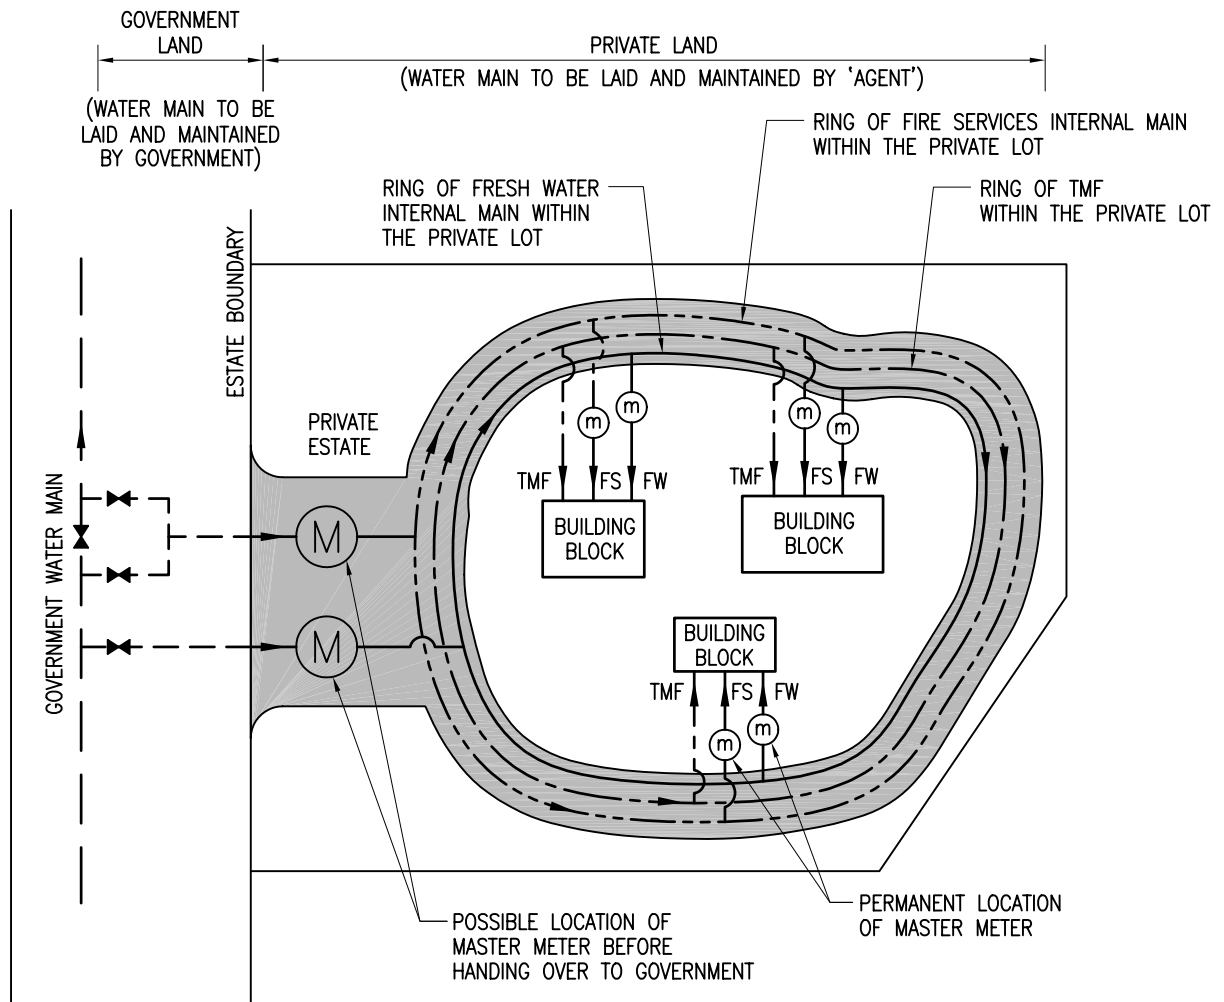 GOVERNMENT
LAND
PRIVATE LAND
(WATER MAIN TO BE LAID AND MAINTAINED BY 'AGENT')
(WATER MAIN TO BE
LAID AND MAINTAINED
BY GOVERNMENT)
RING OF FIRE SERVICES INTERNAL MAIN
WITHIN THE PRIVATE LOT
RING OF FRESH WATER
INTERNAL MAIN WITHIN
THE PRIVATE LOT
RING OF TMF
WITHIN THE PRIVATE LOT
ESTATE BOUNDARY
PRIVATE
ESTATE
GOVERNMENT WATER MAIN
M
M
m
m
TMF
FS
FW
BUILDING
BLOCK
m
m
TMF
FS
FW
BUILDING
BLOCK
BUILDING
BLOCK
TMF
FS
FW
m
m
POSSIBLE LOCATION OF
MASTER METER BEFORE
HANDING OVER TO GOVERNMENT
PERMANENT LOCATION
OF MASTER METER